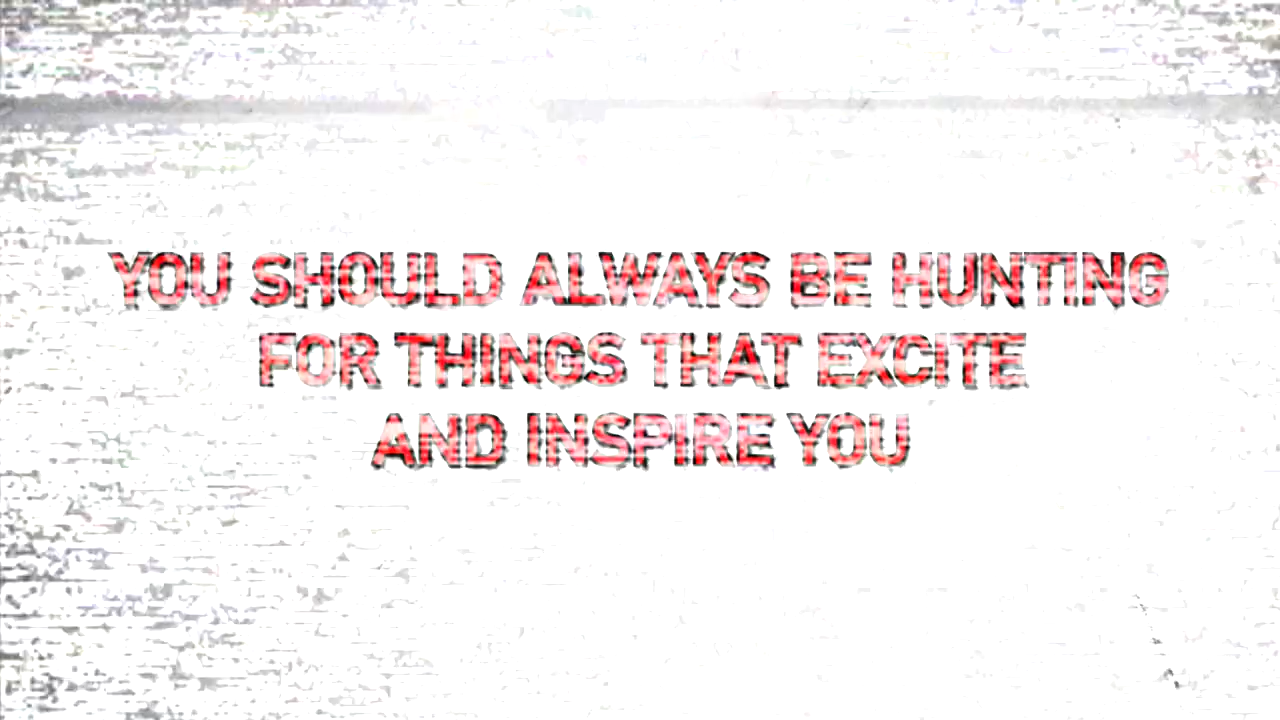 YOU SHOULD ALWAYS BE HUNTING
FOR THINGS THAT EXCITE
AND INSPIRE YOU